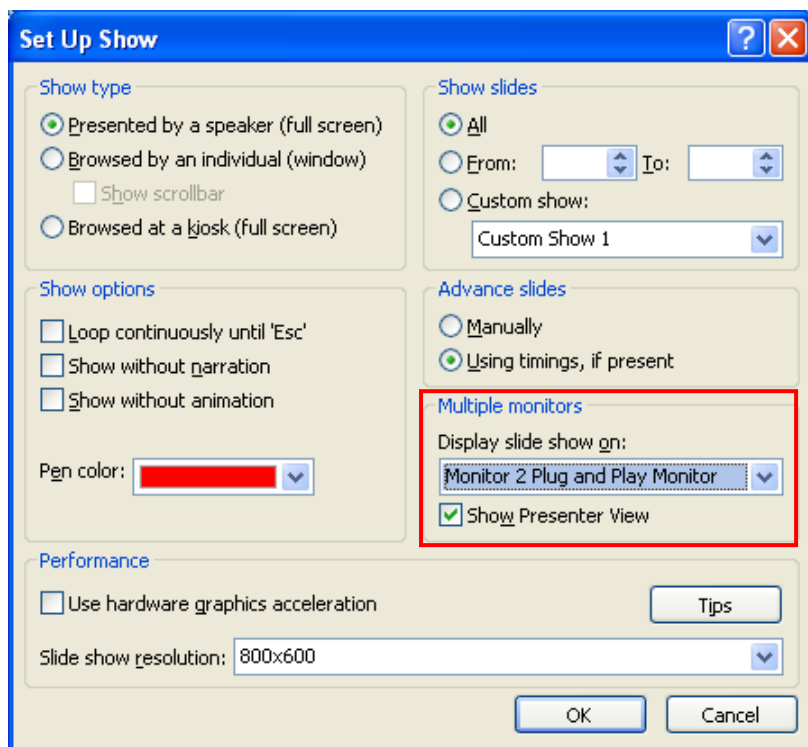 Set Up Show
Show type
Presented by a speaker (full screen)
Browsed by an individual (window)
Show scrollbar
Browsed at a kiosk (full screen)
Show slides
All
From: To:
Custom show:
Custom Show 1
Show options
Loop continuously until 'Esc'
Show without narration
Show without animation
Pen color:
Advance slides
Manually
Using timings, if present
Multiple monitors
Display slide show on:
Monitor 2 Plug and Play Monitor
Show Presenter View
Performance
Use hardware graphics acceleration
Tips
Slide show resolution: 800x600
OK Cancel